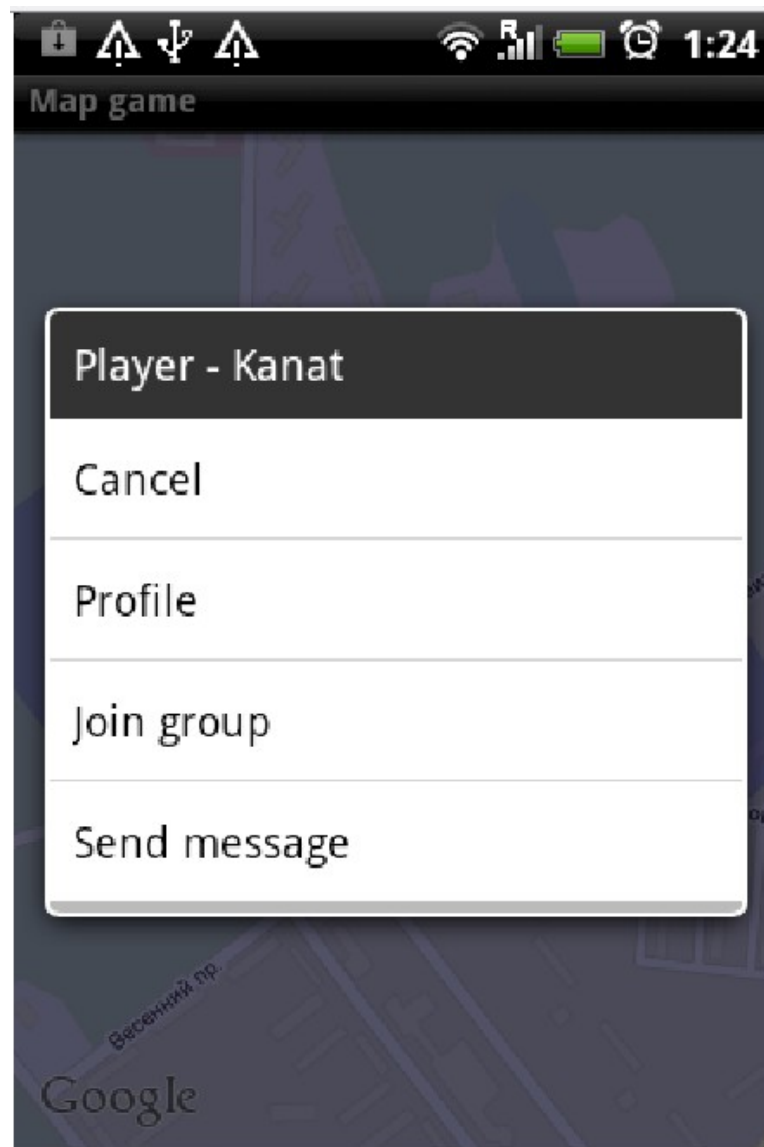 R
1:24
Map game
Player - Kanat
Cancel
Profile
Join group
Send message
Весенний пр.
Google